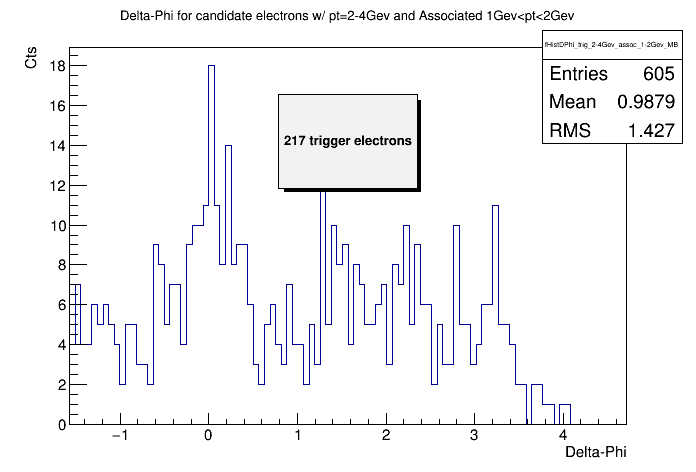 Delta-Phi for candidate electrons w/ pt=2-4Gev and Associated 1Gev<pt<2Gev
Cts
fHistDPhi_trig_2-4Gev_assoc_1-2Gev_MB
Entries 605
Mean 0.9879
RMS 1.427
217 trigger electrons
18
16
14
12
10
8
6
4
2
0
−1 0 1 2 3 4
Delta-Phi